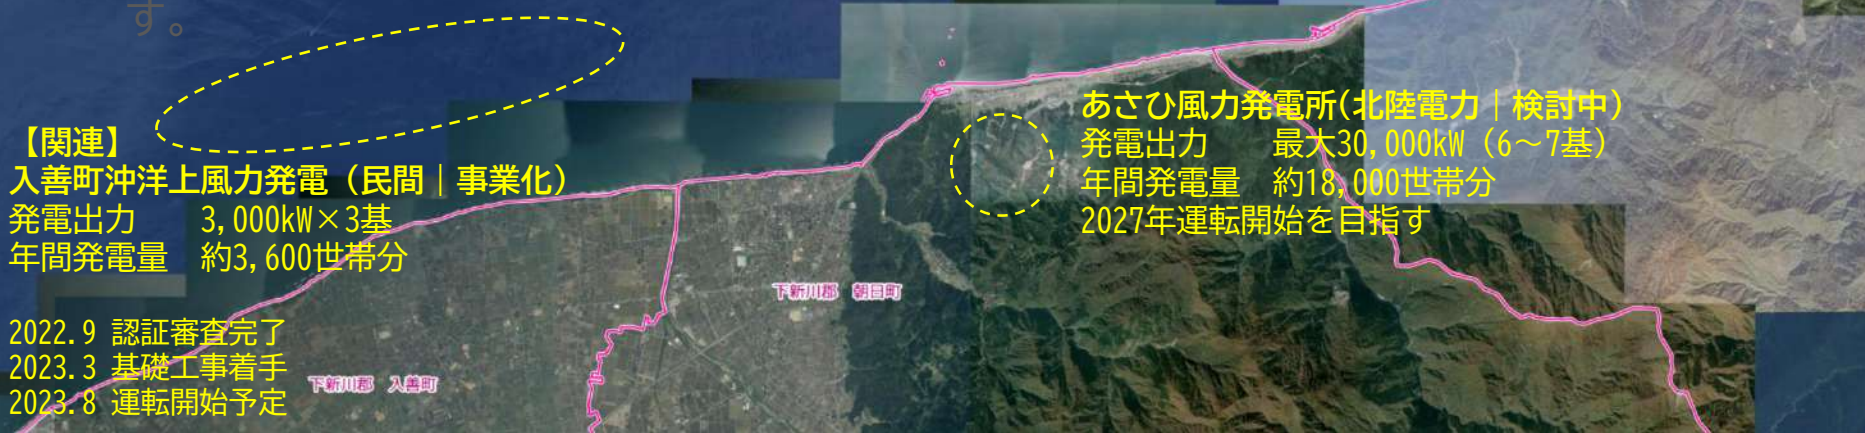 す。
【関連】
入善町沖洋上風力発電（民間｜事業化）
発電出力　3,000kW×3基
年間発電量　約3,600世帯分
2022.9 認証審査完了
2023.3 基礎工事着手
2023.8 運転開始予定
あさひ風力発電所(北陸電力｜検討中)
発電出力　最大30,000kW（6～7基）
年間発電量　約18,000世帯分
2027年運転開始を目指す
下新川郡　朝日町
下新川郡　入善町